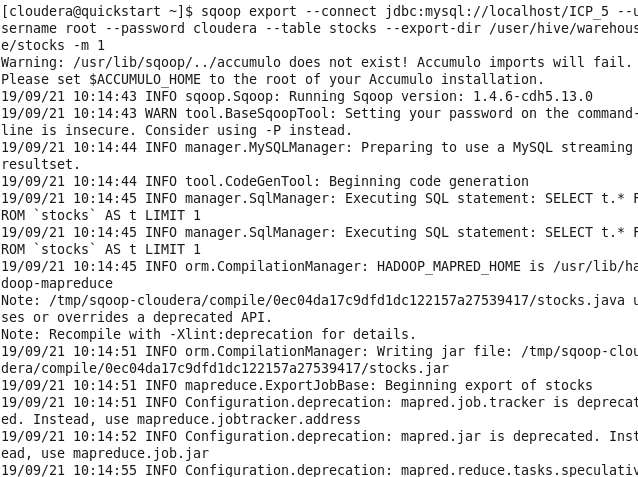 [cloudera@quickstart ~]$ sqoop export --connect jdbc:mysql://localhost/ICP_5 --u
sername root --password cloudera --table stocks --export-dir /user/hive/warehous
e/stocks -m 1
Warning: /usr/lib/sqoop/../accumulo does not exist! Accumulo imports will fail.
Please set $ACCUMULO_HOME to the root of your Accumulo installation.
19/09/21 10:14:43 INFO sqoop.Sqoop: Running Sqoop version: 1.4.6-cdh5.13.0
19/09/21 10:14:43 WARN tool.BaseSqoopTool: Setting your password on the command-
line is insecure. Consider using -P instead.
19/09/21 10:14:44 INFO manager.MySQLManager: Preparing to use a MySQL streaming
resultset.
19/09/21 10:14:44 INFO tool.CodeGenTool: Beginning code generation
19/09/21 10:14:45 INFO manager.SqlManager: Executing SQL statement: SELECT t.* F
ROM `stocks` AS t LIMIT 1
19/09/21 10:14:45 INFO manager.SqlManager: Executing SQL statement: SELECT t.* F
ROM `stocks` AS t LIMIT 1
19/09/21 10:14:45 INFO orm.CompilationManager: HADOOP_MAPRED_HOME is /usr/lib/ha
doop-mapreduce
Note: /tmp/sqoop-cloudera/compile/0ec04da17c9dfd1dc122157a27539417/stocks.java u
ses or overrides a deprecated API.
Note: Recompile with -Xlint:deprecation for details.
19/09/21 10:14:51 INFO orm.CompilationManager: Writing jar file: /tmp/sqoop-clou
dera/compile/0ec04da17c9dfd1dc122157a27539417/stocks.jar
19/09/21 10:14:51 INFO mapreduce.ExportJobBase: Beginning export of stocks
19/09/21 10:14:51 INFO Configuration.deprecation: mapred.job.tracker is deprecat
ed. Instead, use mapreduce.jobtracker.address
19/09/21 10:14:52 INFO Configuration.deprecation: mapred.jar is deprecated. Inst
ead, use mapreduce.job.jar
19/09/21 10:14:55 INFO Configuration.deprecation: mapred.reduce.tasks.speculativ